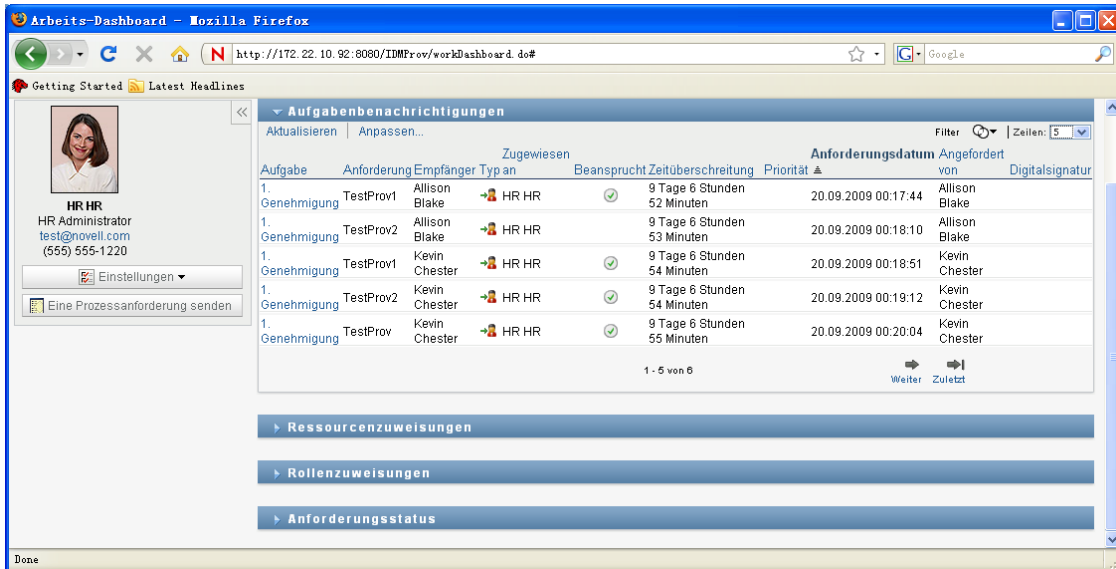 Arbeits-Dashboard - Mozilla Firefox
http://172.22.10.92:8080/IDMProv/workDashboard.do#
Google
Getting Started Latest Headlines
HR HR
HR Administrator
test@novell.com
(555) 555-1220
Einstellungen
Eine Prozessanforderung senden
Aufgabenbenachrichtigungen
Aktualisieren | Anpassen... Filter | Zeilen: 5
Aufgabe Anforderung Empfänger Typ Zugewiesen an Beansprucht Zeitüberschreitung Priorität Anforderungsdatum Angefordert von Digitalsignatur
1. Genehmigung TestProv1 Allison Blake HR HR 9 Tage 6 Stunden 52 Minuten 20.09.2009 00:17:44 Allison Blake
1. Genehmigung TestProv2 Allison Blake HR HR 9 Tage 6 Stunden 53 Minuten 20.09.2009 00:18:10 Allison Blake
1. Genehmigung TestProv1 Kevin Chester HR HR 9 Tage 6 Stunden 54 Minuten 20.09.2009 00:18:51 Kevin Chester
1. Genehmigung TestProv2 Kevin Chester HR HR 9 Tage 6 Stunden 54 Minuten 20.09.2009 00:19:12 Kevin Chester
1. Genehmigung TestProv Kevin Chester HR HR 9 Tage 6 Stunden 55 Minuten 20.09.2009 00:20:04 Kevin Chester
1 - 5 von 6
Weiter Zuletzt
Ressourcenzuweisungen
Rollenzuweisungen
Anforderungsstatus
Done